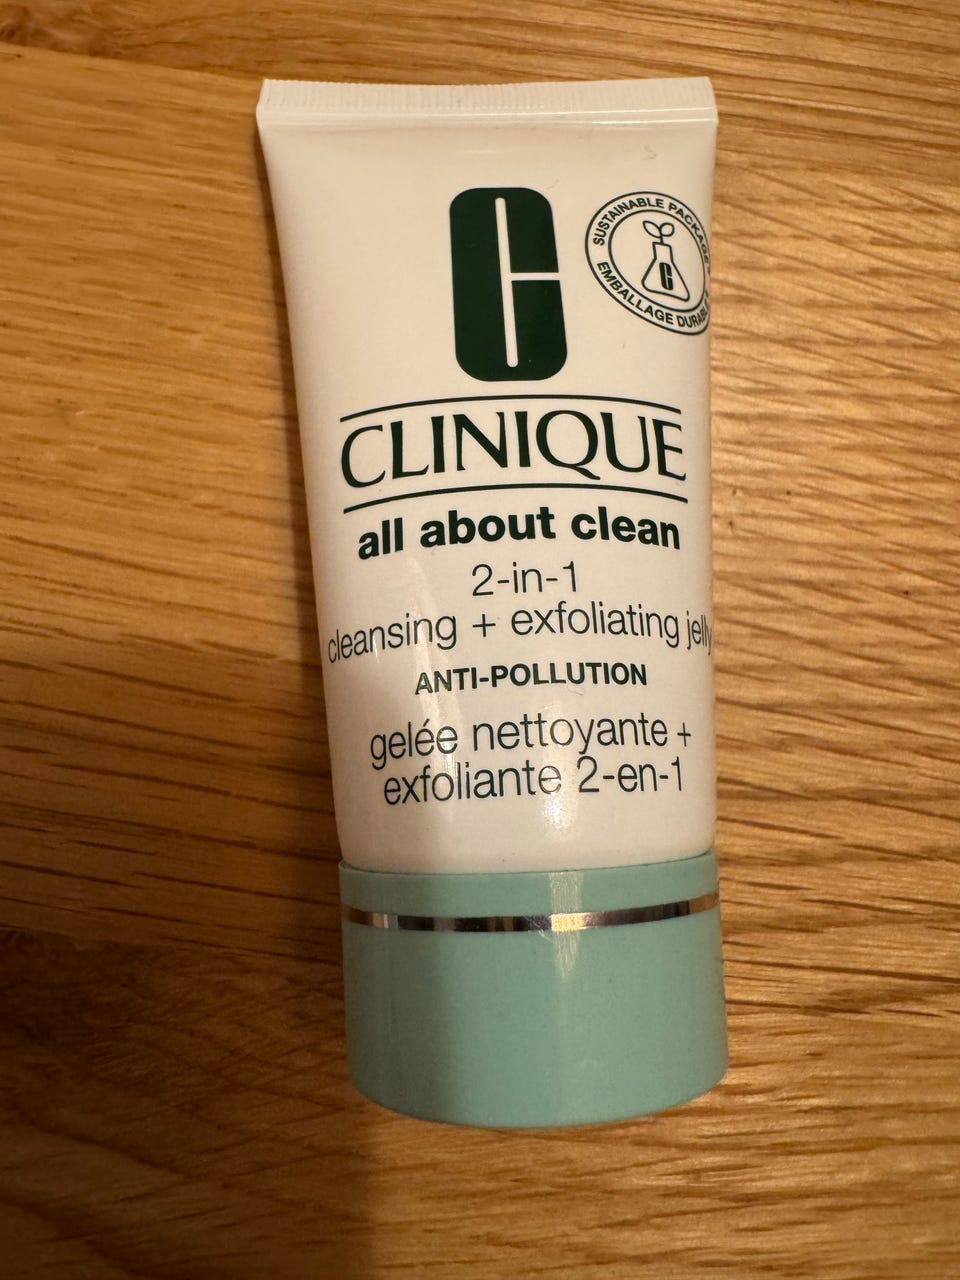 SUSTAINABLE PACKAGE
EMBALLAGE DURABLE
C
CLINIQUE
all about clean
2-in-1
cleansing + exfoliating jelly
ANTI-POLLUTION
gelée nettoyante +
exfoliante 2-en-1